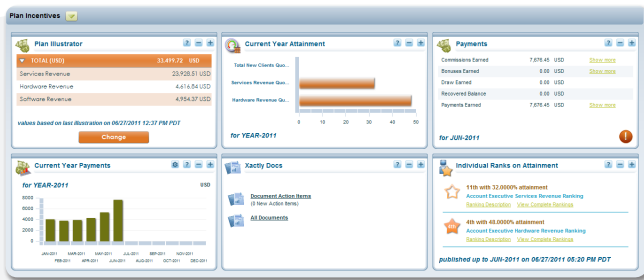 Plan Incentives
Plan Illustrator
TOTAL (USD) 33,499.72 USD
Services Revenue 23,928.51 USD
Hardware Revenue 4,616.84 USD
Software Revenue 4,954.37 USD
values based on last illustration on 06/27/2011 12:37 PM PDT
Change
Current Year Attainment
Total New Clients Quo...
Services Revenue Quo...
Hardware Revenue Qu...
0 10 20 30 40 50
for YEAR-2011
Payments
Commissions Earned 7,676.45 USD Show more
Bonuses Earned 0.00 USD Show more
Draw Earned 0.00 USD
Recovered Balance 0.00 USD
Payments Earned 7,676.45 USD Show more
for JUN-2011
Current Year Payments
for YEAR-2011 USD
8000
6000
4000
2000
0
JAN-2011 MAR-2011 MAY-2011 JUL-2011 SEP-2011 NOV-2011
FEB-2011 APR-2011 JUN-2011 AUG-2011 OCT-2011 DEC-2011
Xactly Docs
Document Action Items
(0 New Action Items)
All Documents
Individual Ranks on Attainment
11th with 32.0000% attainment
Account Executive Services Revenue Ranking
Ranking Description View Complete Rankings
4th
4th with 48.0000% attainment
Account Executive Hardware Revenue Ranking
Ranking Description View Complete Rankings
published up to JUN-2011 on 06/27/2011 05:20 PM PDT